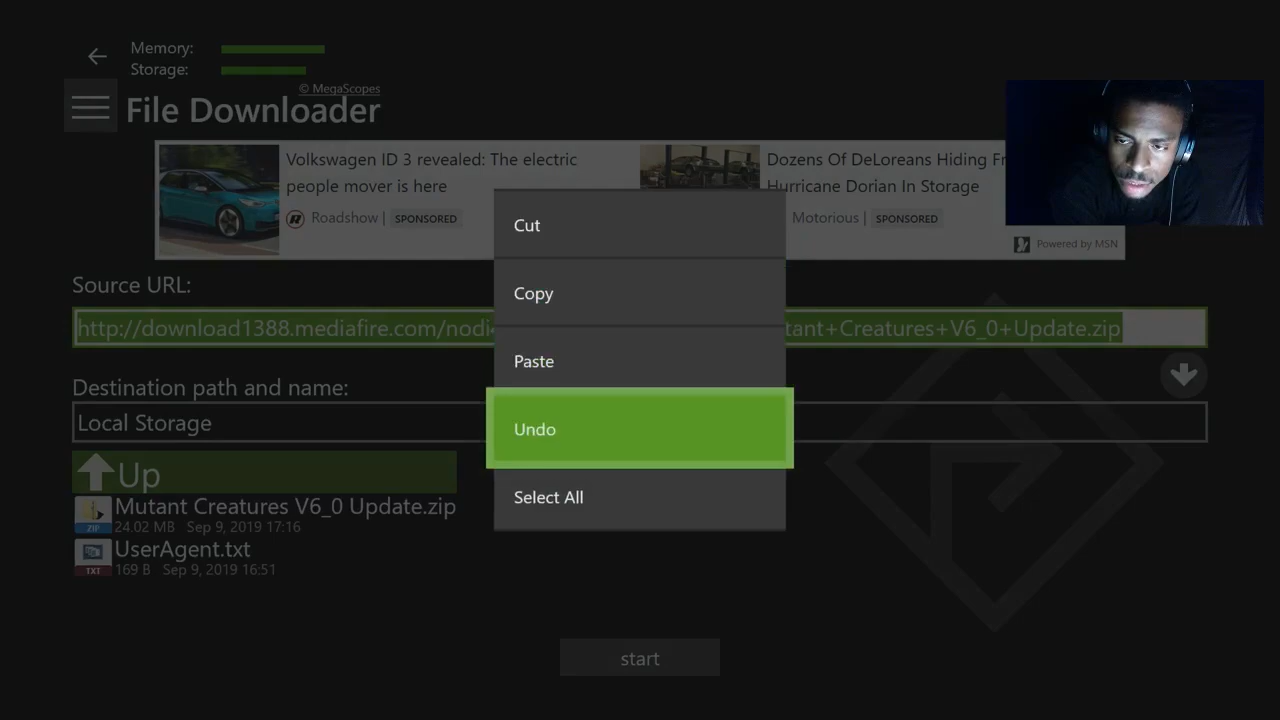 Memory:
Storage:
© MegaScopes
File Downloader
Volkswagen ID 3 revealed: The electric
people mover is here
Roadshow | SPONSORED
Dozens Of DeLoreans Hiding Fr
Hurricane Dorian In Storage
Motorious | SPONSORED
Powered by MSN
Cut
Copy
Paste
Undo
Select All
Source URL:
http://download1388.mediafire.com/nodi tant+Creatures+V6_0+Update.zip
Destination path and name:
Local Storage
Up
Mutant Creatures V6_0 Update.zip
ZIP 24.02 MB Sep 9, 2019 17:16
UserAgent.txt
TXT 169 B Sep 9, 2019 16:51
start